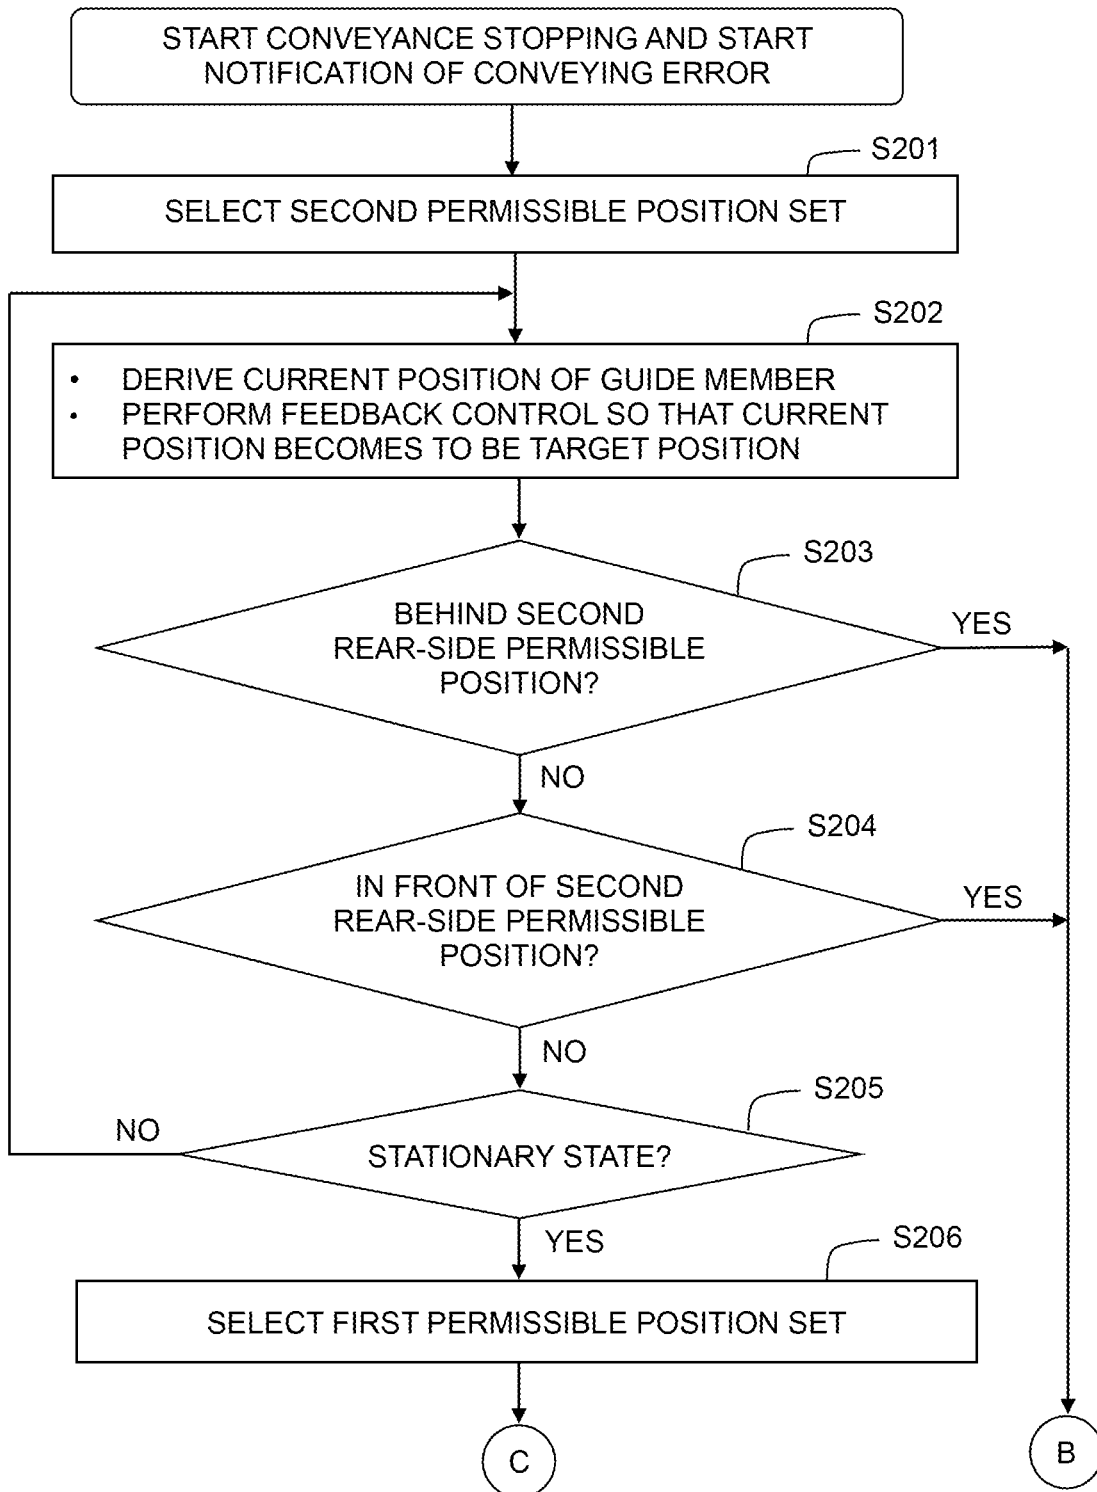 START CONVEYANCE STOPPING AND START
NOTIFICATION OF CONVEYING ERROR
S201
SELECT SECOND PERMISSIBLE POSITION SET
S202
• DERIVE CURRENT POSITION OF GUIDE MEMBER
• PERFORM FEEDBACK CONTROL SO THAT CURRENT
POSITION BECOMES TO BE TARGET POSITION
S203
BEHIND SECOND
REAR-SIDE PERMISSIBLE
POSITION?
YES
NO
S204
IN FRONT OF SECOND
REAR-SIDE PERMISSIBLE
POSITION?
YES
NO
S205
STATIONARY STATE?
NO
YES
S206
SELECT FIRST PERMISSIBLE POSITION SET
C
B